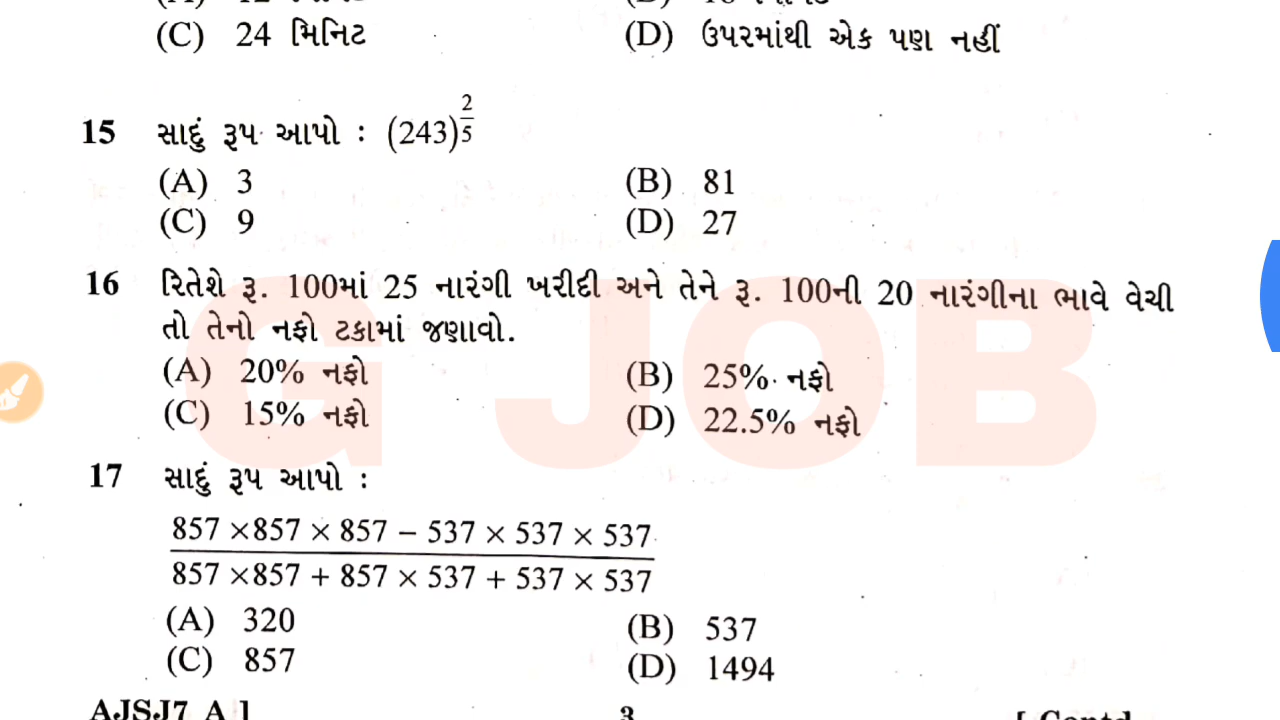 (C) 24 મિનિટ (D) ઉપરમાંથી એક પણ નહીં
15 સાદું રૂપ આપો : (243)^2/5
(A) 3 (B) 81
(C) 9 (D) 27
16 રિતેશે રૂ. 100માં 25 નારંગી ખરીદી અને તેને રૂ. 100ની 20 નારંગીના ભાવે વેચી
તો તેનો નફો ટકામાં જણાવો.
(A) 20% નફો (B) 25% નફો
(C) 15% નફો (D) 22.5% નફો
G JOB
17 સાદું રૂપ આપો :
857 ×857 × 857 – 537 × 537 × 537
857 ×857 + 857 × 537 + 537 × 537
(A) 320 (B) 537
(C) 857 (D) 1494
AJSJ7_A ] 3 [ Contd